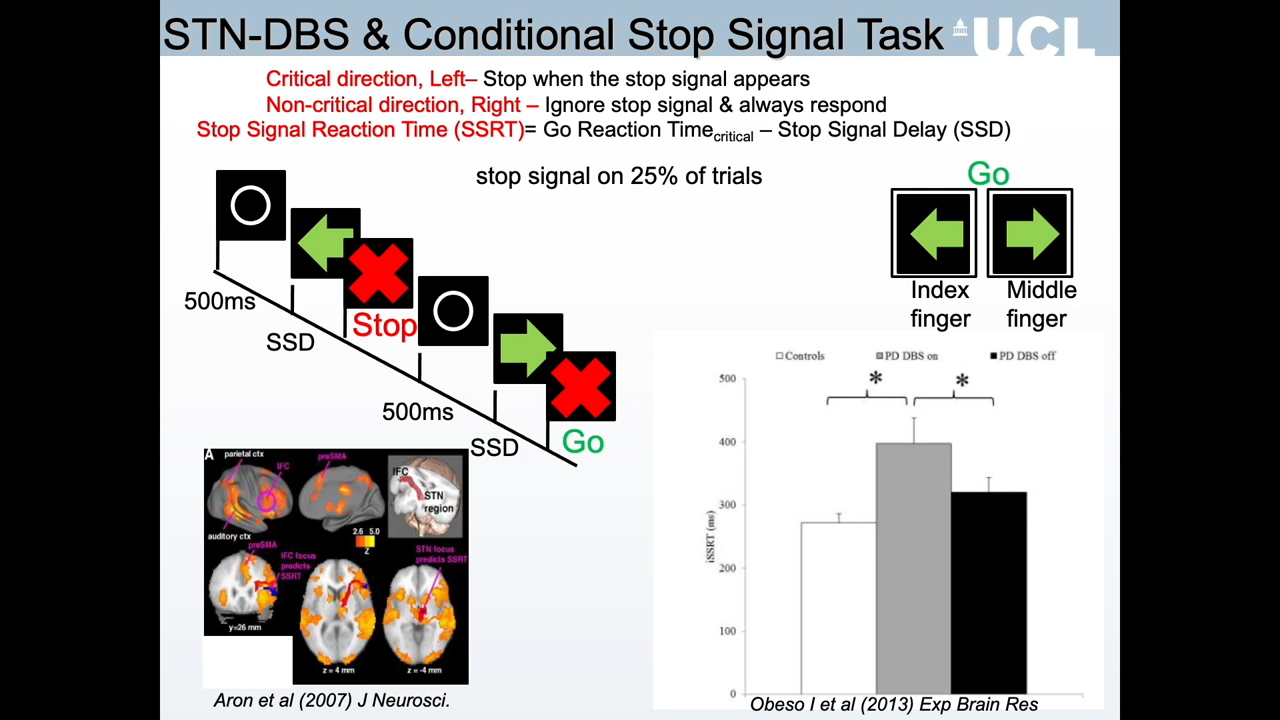 STN-DBS & Conditional Stop Signal Task
UCL
Critical direction, Left– Stop when the stop signal appears
Non-critical direction, Right – Ignore stop signal & always respond
Stop Signal Reaction Time (SSRT)= Go Reaction Timecritical – Stop Signal Delay (SSD)
stop signal on 25% of trials
Go
Index finger
Middle finger
500ms
SSD
Stop
500ms
SSD
Go
A
parietal ctx
IFC
preSMA
auditory ctx
2.6 5.0
Z
IFC
STN
region
preSMA
IFC focus
predicts
SSRT
STN focus
predicts SSRT
y=26 mm
z = 4 mm
z = -4 mm
Aron et al (2007) J Neurosci.
Controls
PD DBS on
PD DBS off
* *
500
400
300
200
100
0
iSSRT (ms)
Obeso I et al (2013) Exp Brain Res